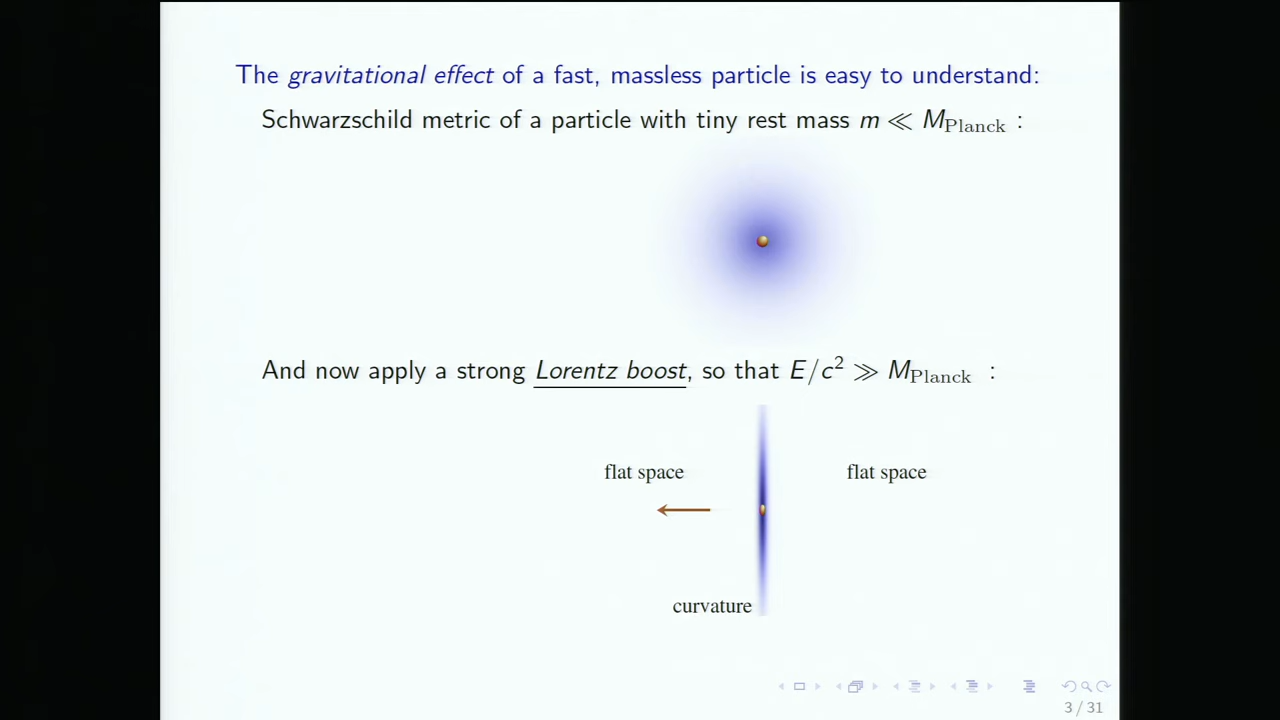 The gravitational effect of a fast, massless particle is easy to understand:
Schwarzschild metric of a particle with tiny rest mass m ≪ M_Planck :
And now apply a strong Lorentz boost, so that E/c² ≫ M_Planck :
flat space
flat space
curvature
3 / 31